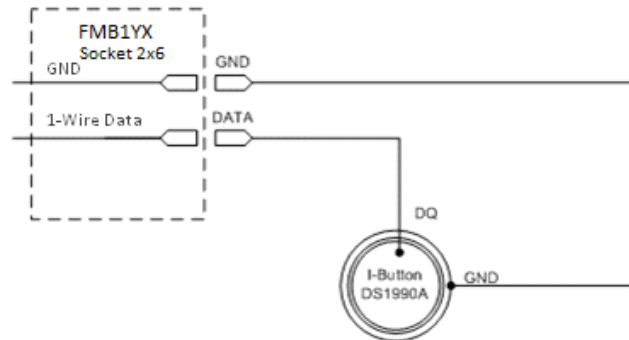 FMB1YX
Socket 2x6
GND
GND
1-Wire Data
DATA
DQ
I-Button
DS1990A
GND